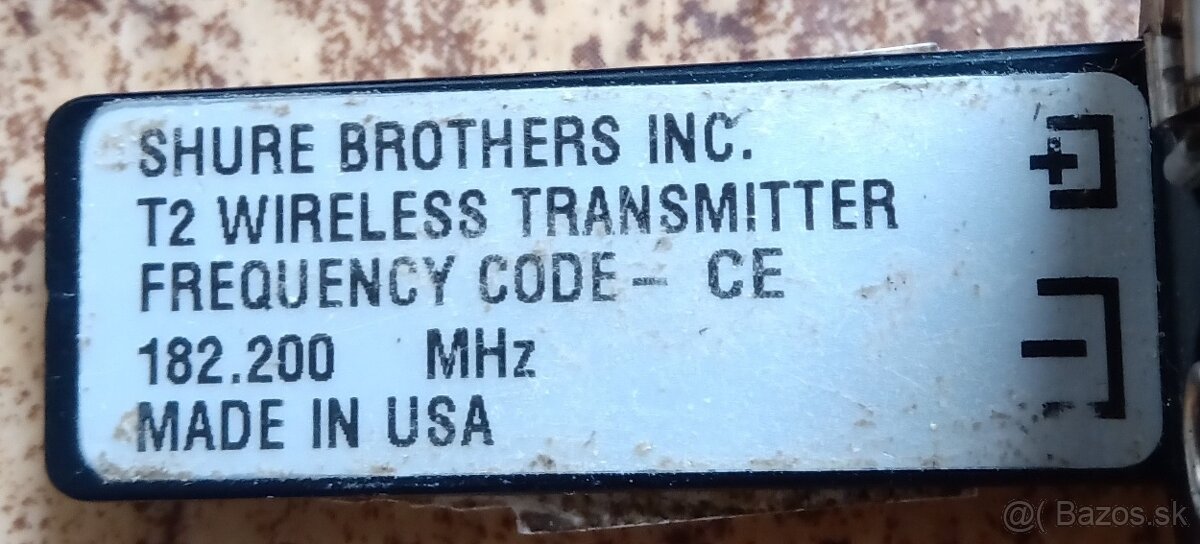 SHURE BROTHERS INC.
T2 WIRELESS TRANSMITTER
FREQUENCY CODE – CE
182.200 MHz
MADE IN USA
+
−
@( Bazos.sk